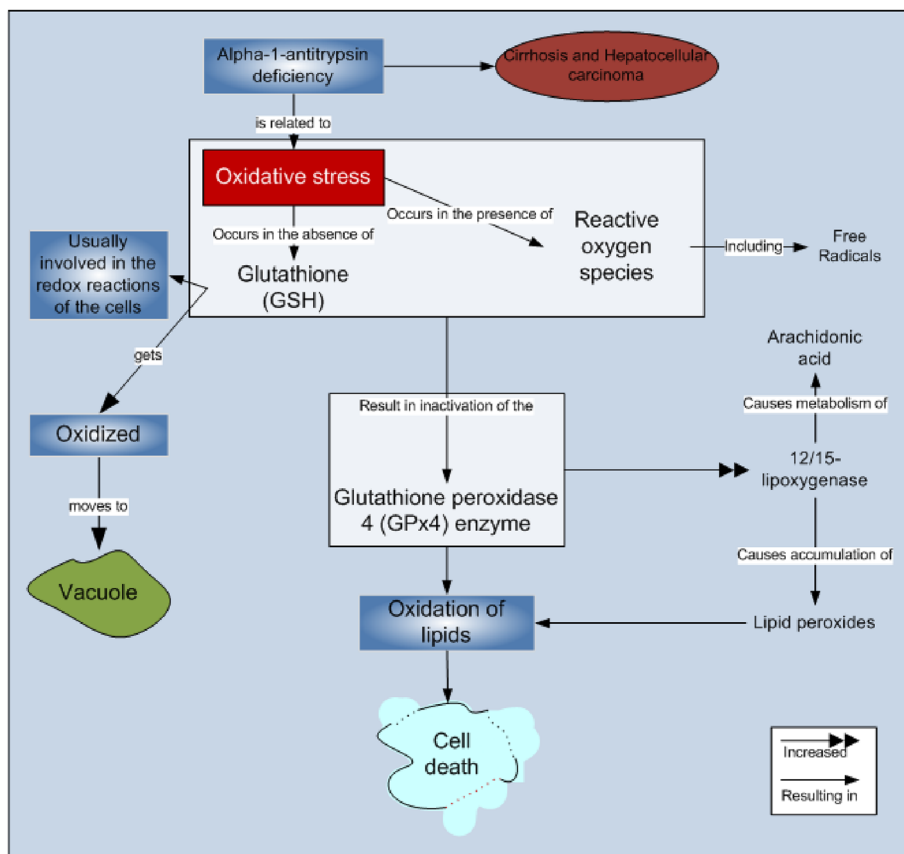 Alpha-1-antitrypsin
deficiency
Cirrhosis and Hepatocellular
carcinoma
is related to
Oxidative stress
Occurs in the presence of
Occurs in the absence of
Reactive
oxygen
species
Including
Free
Radicals
Usually
involved in the
redox reactions
of the cells
Glutathione
(GSH)
gets
Oxidized
moves to
Vacuole
Result in inactivation of the
Glutathione peroxidase
4 (GPx4) enzyme
Arachidonic
acid
Causes metabolism of
12/15-
lipoxygenase
Causes accumulation of
Lipid peroxides
Oxidation of
lipids
Cell
death
Increased
Resulting in